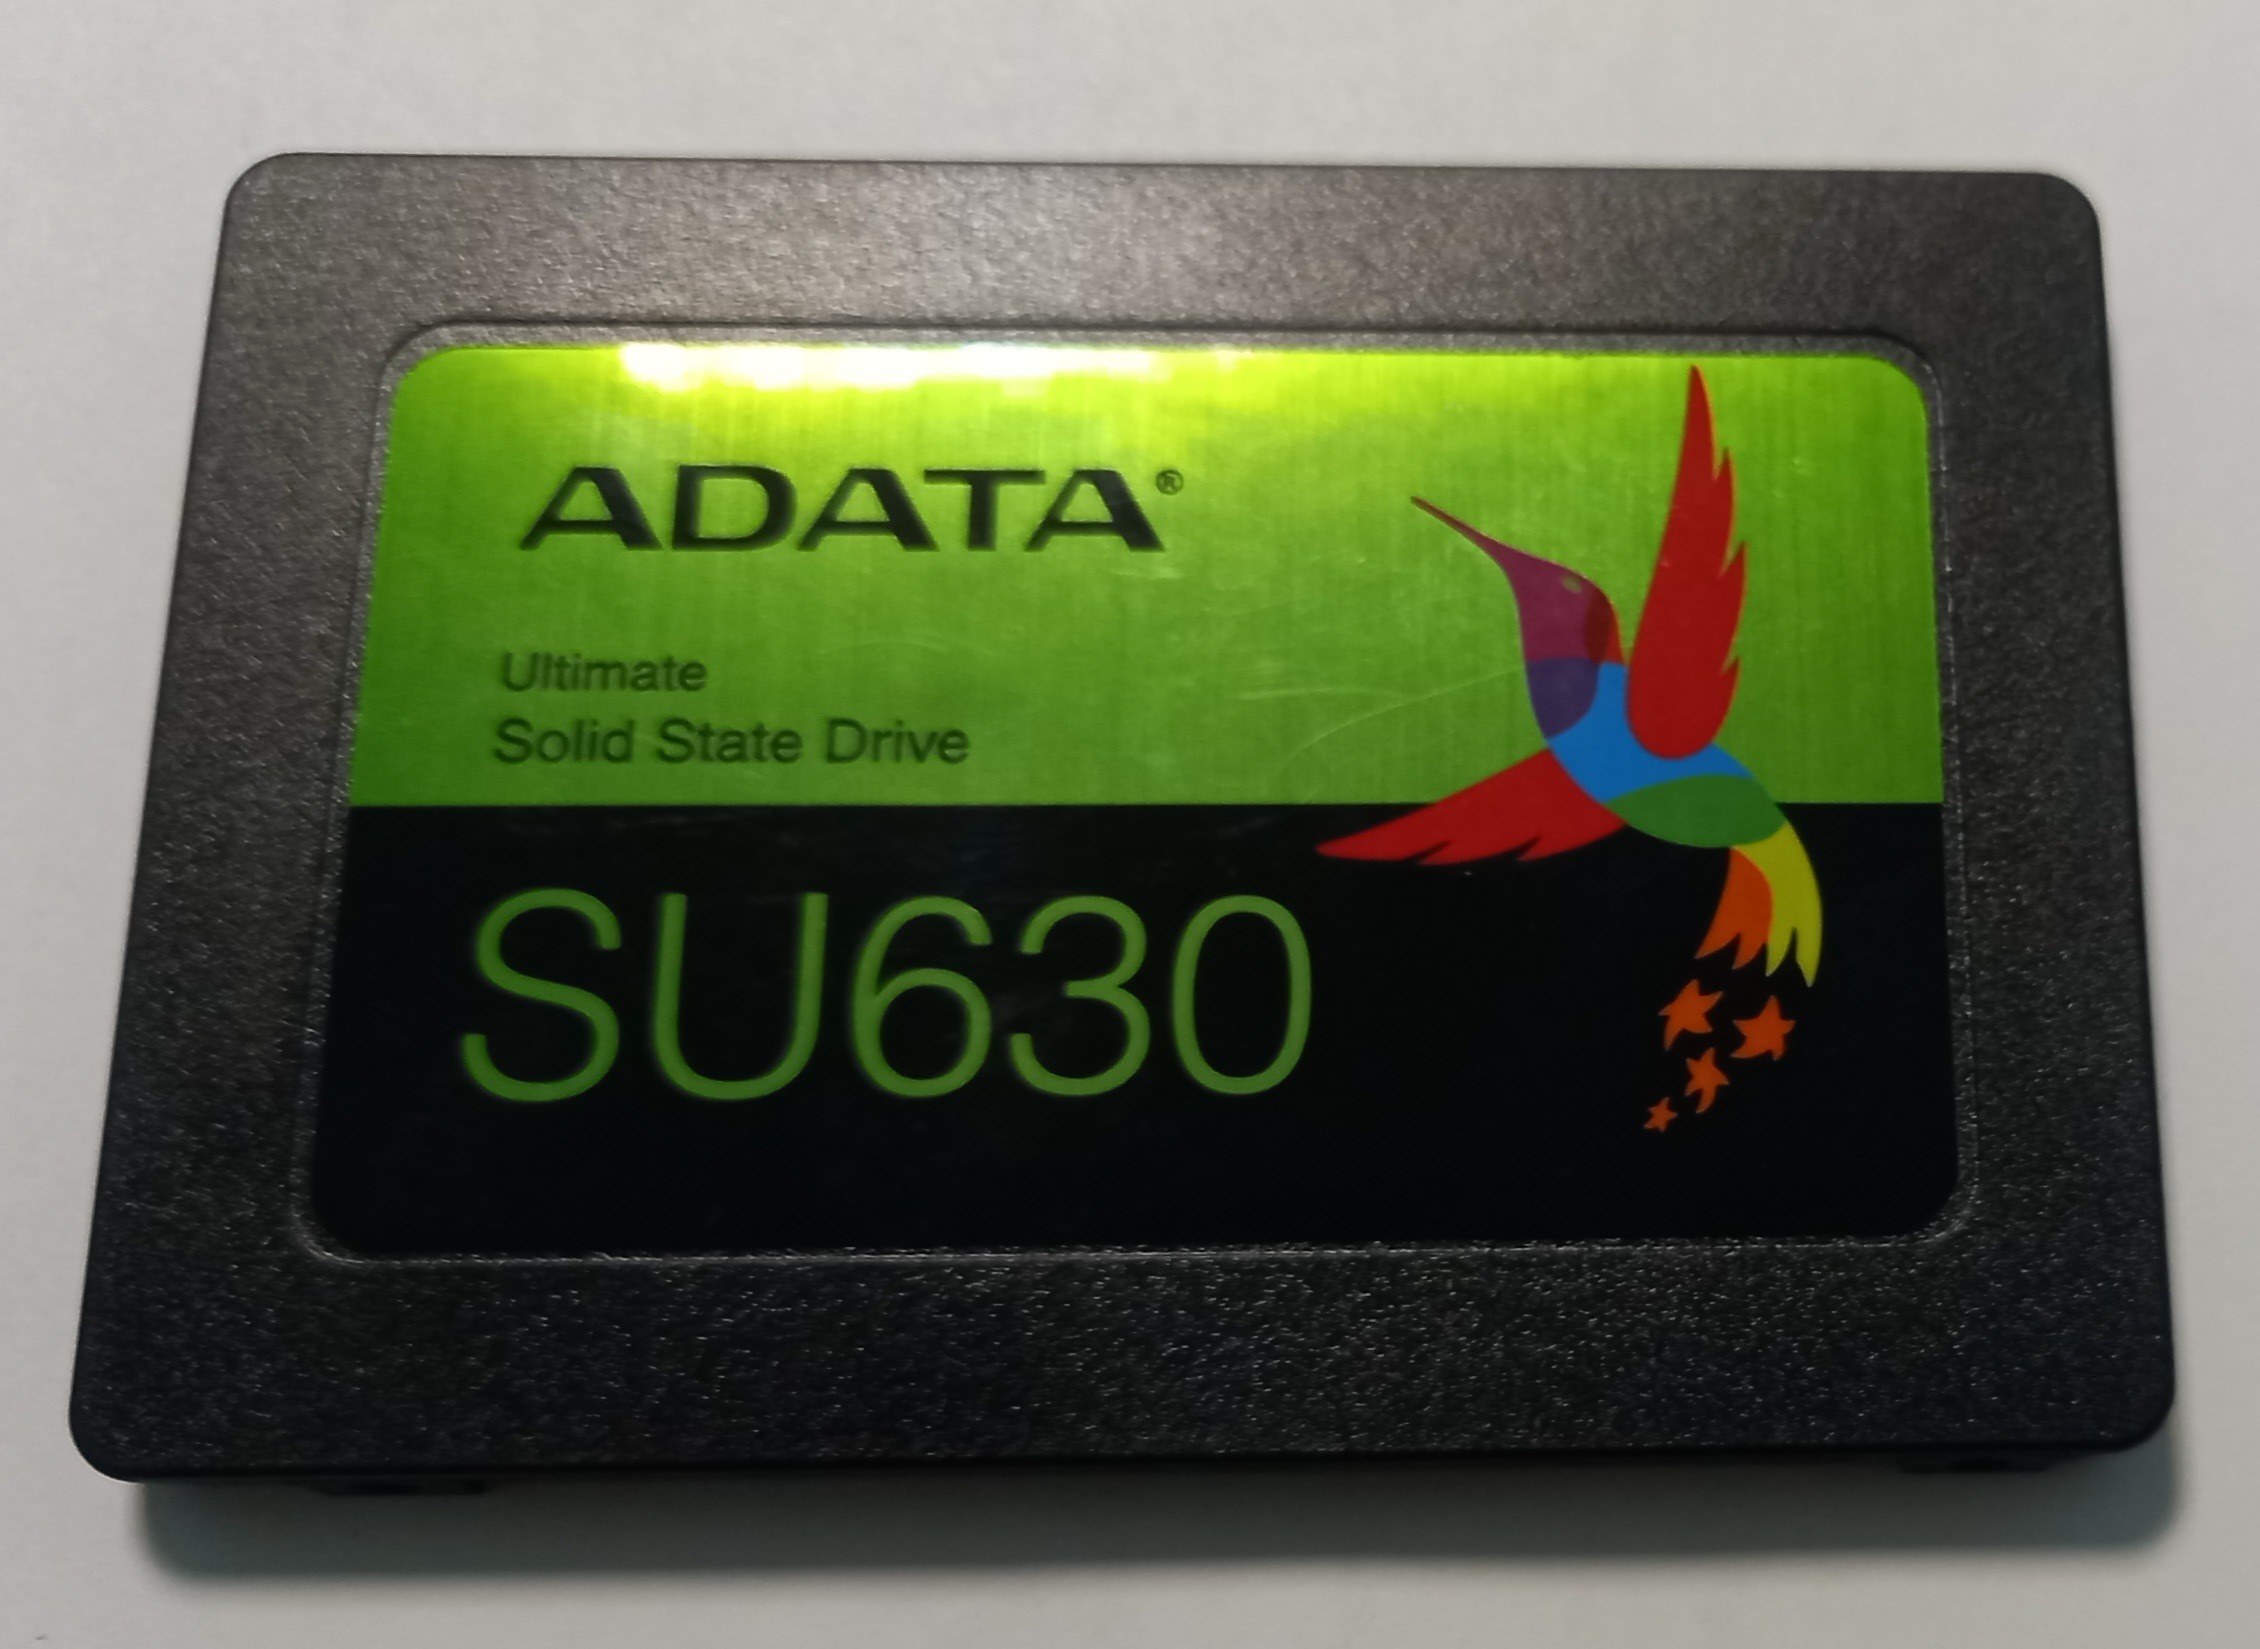 ADATA®
Ultimate
Solid State Drive
SU630